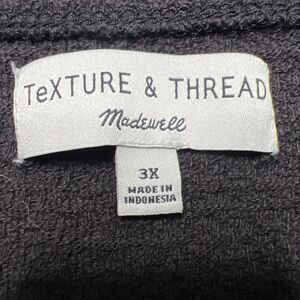 TeXTURE & THREAD
Madewell
3X
MADE IN
INDONESIA